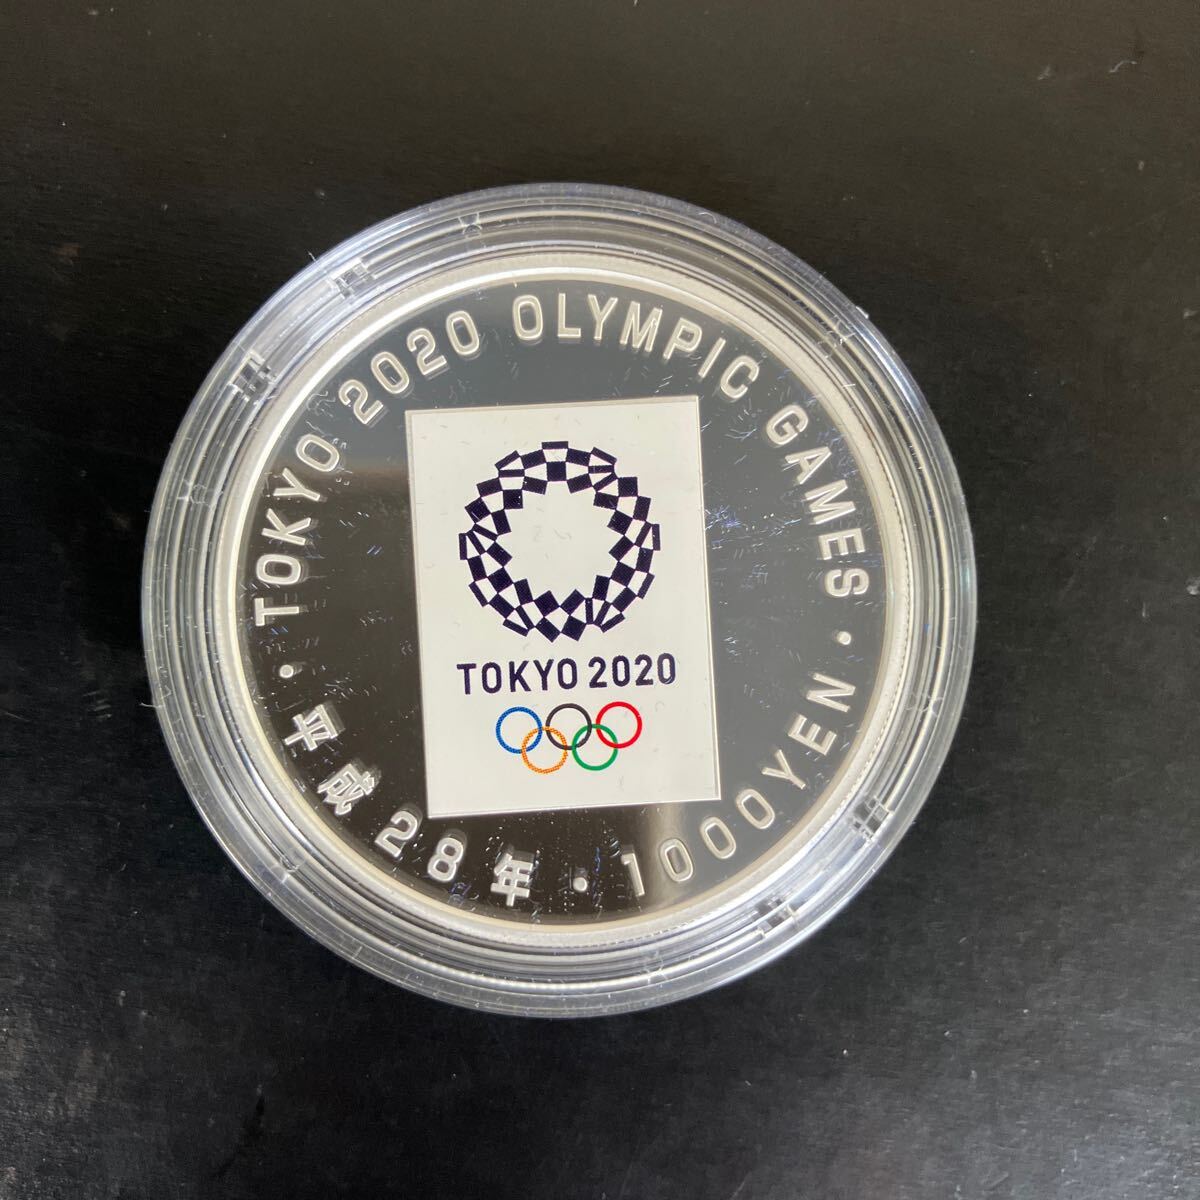 TOKYO 2020 OLYMPIC GAMES
TOKYO 2020
・平成28年・1000YEN・